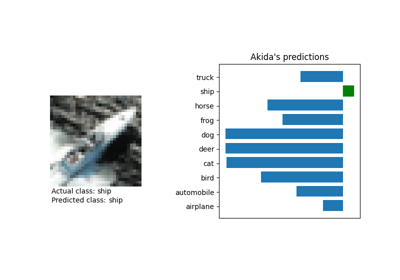 Akida's predictions
truck
ship
horse
frog
dog
deer
cat
bird
automobile
airplane
Actual class: ship
Predicted class: ship